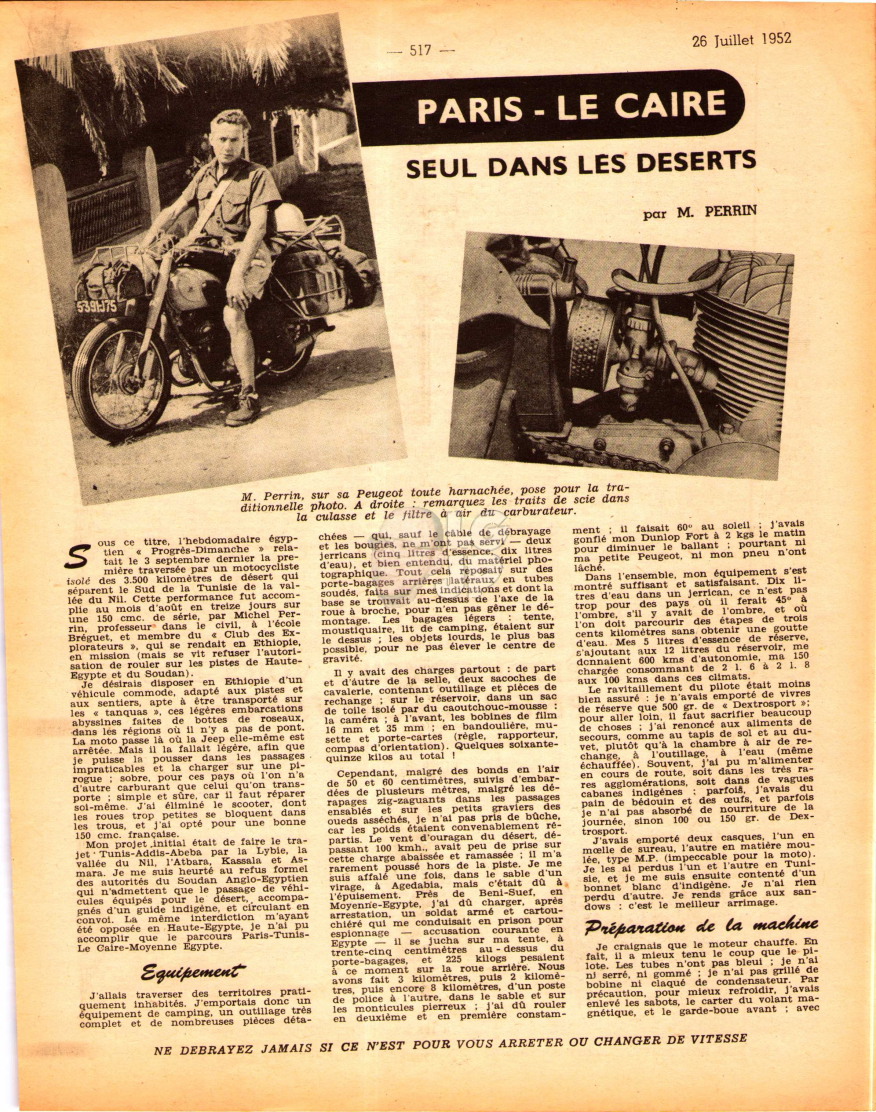 — 517 —
26 Juillet 1952
PARIS - LE CAIRE
SEUL DANS LES DESERTS
par M. PERRIN
539HJ75
M. Perrin, sur sa Peugeot toute harnachée, pose pour la tra-
ditionnelle photo. A droite : remarquez les traits de scie dans
la culasse et le filtre à air du carburateur.
Sous ce titre, l'hebdomadaire égyp-
tien « Progrès-Dimanche » rela-
tait le 3 septembre dernier la pre-
mière traversée par un motocycliste
isolé des 3.500 kilomètres de désert qui
séparent le Sud de la Tunisie de la val-
lée du Nil. Cette performance fut accom-
plie au mois d'août en treize jours sur
une 150 cmc. de série, par Michel Per-
rin, professeur dans le civil, à l'école
Bréguet, et membre du « Club des Ex-
plorateurs », qui se rendait en Ethiopie,
en mission (mais se vit refuser l'autori-
sation de rouler sur les pistes de Haute-
Egypte et du Soudan).
Je désirais disposer en Ethiopie d'un
véhicule commode, adapté aux pistes et
aux sentiers, apte à être transporté sur
les « tanquas », ces légères embarcations
abyssines faites de bottes de roseaux,
dans les régions où il n'y a pas de pont.
La moto passe là où la Jeep elle-même est
arrêtée. Mais il la fallait légère, afin que
je puisse la pousser dans les passages
impraticables et la charger sur une pi-
rogue ; sobre, pour ces pays où l'on n'a
d'autre carburant que celui qu'on trans-
porte ; simple et sûre, car il faut réparer
soi-même. J'ai éliminé le scooter, dont
les roues trop petites se bloquent dans
les trous, et j'ai opté pour une bonne
150 cmc. française.
Mon projet initial était de faire le tra-
jet Tunis-Addis-Abeba par la Lybie, la
vallée du Nil, l'Atbara, Kassala et As-
mara. Je me suis heurté au refus formel
des autorités du Soudan Anglo-Egyptien
qui n'admettent que le passage de véhi-
cules équipés pour le désert, accompa-
gnés d'un guide indigène, et circulant en
convoi. La même interdiction m'ayant
été opposée en Haute-Egypte, je n'ai pu
accomplir que le parcours Paris-Tunis-
Le Caire-Moyenne Egypte.
Equipement
J'allais traverser des territoires prati-
quement inhabités. J'emportais donc un
équipement de camping, un outillage très
complet et de nombreuses pièces déta-
chées — qui, sauf le câble de débrayage
et les bougies, ne m'ont pas servi — deux
jerricans (cinq litres d'essence, dix litres
d'eau), et bien entendu, du matériel pho-
tographique. Tout cela reposait sur des
porte-bagages arrières latéraux en tubes
soudés, faits sur mes indications et dont la
base se trouvait au-dessus de l'axe de la
roue à broche, pour n'en pas gêner le dé-
montage. Les bagages légers : tente,
moustiquaire, lit de camping, étaient sur
le dessus ; les objets lourds, le plus bas
possible, pour ne pas élever le centre de
gravité.
Il y avait des charges partout : de part
et d'autre de la selle, deux sacoches de
cavalerie, contenant outillage et pièces de
rechange ; sur le réservoir, dans un sac
de toile isolé par du caoutchouc-mousse :
la caméra ; à l'avant, les bobines de film
16 mm et 35 mm ; en bandoulière, mu-
sette et porte-cartes (règle, rapporteur,
compas d'orientation). Quelques soixante-
quinze kilos au total !
Cependant, malgré des bonds en l'air
de 50 et 60 centimètres, suivis d'embar-
dées de plusieurs mètres, malgré les dé-
rapages zig-zaguants dans les passages
ensablés et sur les petits graviers des
oueds asséchés, je n'ai pas pris de bûche,
car les poids étaient convenablement ré-
partis. Le vent d'ouragan du désert, dé-
passant 100 kmh., avait peu de prise sur
cette charge abaissée et ramassée ; il m'a
rarement poussé hors de la piste. Je me
suis affalé une fois, dans le sable d'un
virage, à Agedabia, mais c'était dû à
l'épuisement. Près de Beni-Suef, en
Moyenne-Egypte, j'ai dû charger, après
arrestation, un soldat armé et cartou-
chiéré qui me conduisait en prison pour
espionnage — accusation courante en
Egypte — il se jucha sur ma tente, à
trente-cinq centimètres au-dessus du
porte-bagages, et 225 kilogs pesaient
à ce moment sur la roue arrière. Nous
avons fait 3 kilomètres, puis 2 kilomè-
tres, puis encore 8 kilomètres, d'un poste
de police à l'autre, dans le sable et sur
les monticules pierreux ; j'ai dû rouler
en deuxième et en première constam-
ment ; il faisait 60° au soleil ; j'avais
gonflé mon Dunlop Fort à 2 kgs le matin
pour diminuer le ballant ; pourtant ni
ma petite Peugeot, ni mon pneu n'ont
lâché.
Dans l'ensemble, mon équipement s'est
montré suffisant et satisfaisant. Dix li-
tres d'eau dans un jerrican, ce n'est pas
trop pour des pays où il ferait 45° à
l'ombre, s'il y avait de l'ombre, et où
l'on doit parcourir des étapes de trois
cents kilomètres sans obtenir une goutte
d'eau. Mes 5 litres d'essence de réserve,
s'ajoutant aux 12 litres du réservoir, me
donnaient 600 kms d'autonomie, ma 150
chargée consommant de 2 l. 6 à 2 l. 8
aux 100 kms dans ces climats.
Le ravitaillement du pilote était moins
bien assuré : je n'avais emporté de vivres
de réserve que 500 gr. de « Dextrosport » ;
pour aller loin, il faut sacrifier beaucoup
de choses ; j'ai renoncé aux aliments de
secours, comme au tapis de sol et au du-
vet, plutôt qu'à la chambre à air de re-
change, à l'outillage, à l'eau (même
échauffée). Souvent, j'ai pu m'alimenter
en cours de route, soit dans les très ra-
res agglomérations, soit dans de vagues
cabanes indigènes ; parfois, j'avais du
pain de bédouin et des œufs, et parfois
je n'ai pas absorbé de nourriture de la
journée, sinon 100 ou 150 gr. de Dex-
trosport.
J'avais emporté deux casques, l'un en
mœlle de sureau, l'autre en matière mou-
lée, type M.P. (impeccable pour la moto).
Je les ai perdus l'un et l'autre en Tuni-
sie, et je me suis ensuite contenté d'un
bonnet blanc d'indigène. Je n'ai rien
perdu d'autre. Je rends grâce aux san-
dows : c'est le meilleur arrimage.
Préparation de la machine
Je craignais que le moteur chauffe. En
fait, il a mieux tenu le coup que le pi-
lote. Les tubes n'ont pas bleui ; je n'ai
ni serré, ni gommé ; je n'ai pas grillé de
bobine ni claqué de condensateur. Par
précaution, pour mieux refroidir, j'avais
enlevé les sabots, le carter du volant ma-
gnétique, et le garde-boue avant ; avec
NE DEBRAYEZ JAMAIS SI CE N'EST POUR VOUS ARRETER OU CHANGER DE VITESSE